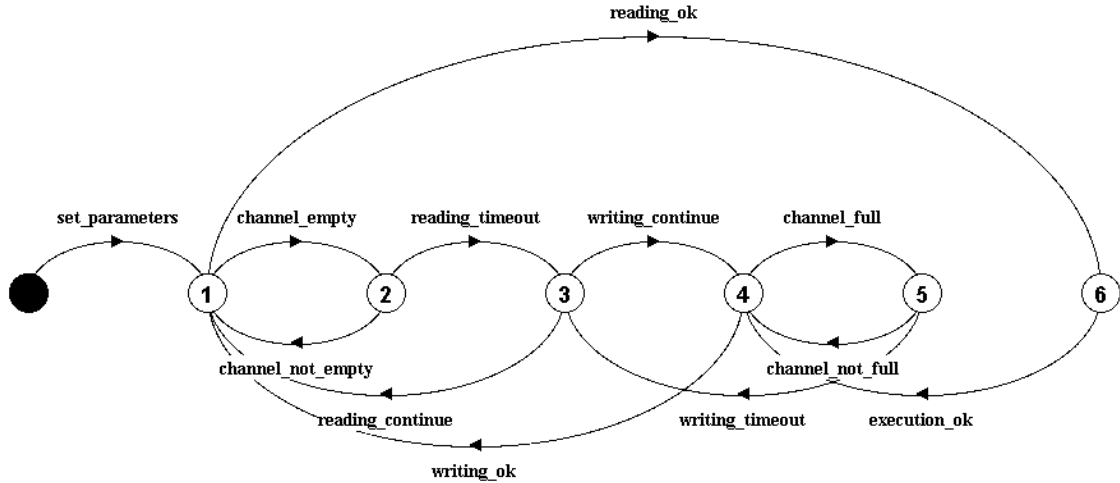 reading_ok
set_parameters
channel_empty
reading_timeout
writing_continue
channel_full
1
2
3
4
5
6
channel_not_empty
channel_not_full
reading_continue
writing_timeout
execution_ok
writing_ok